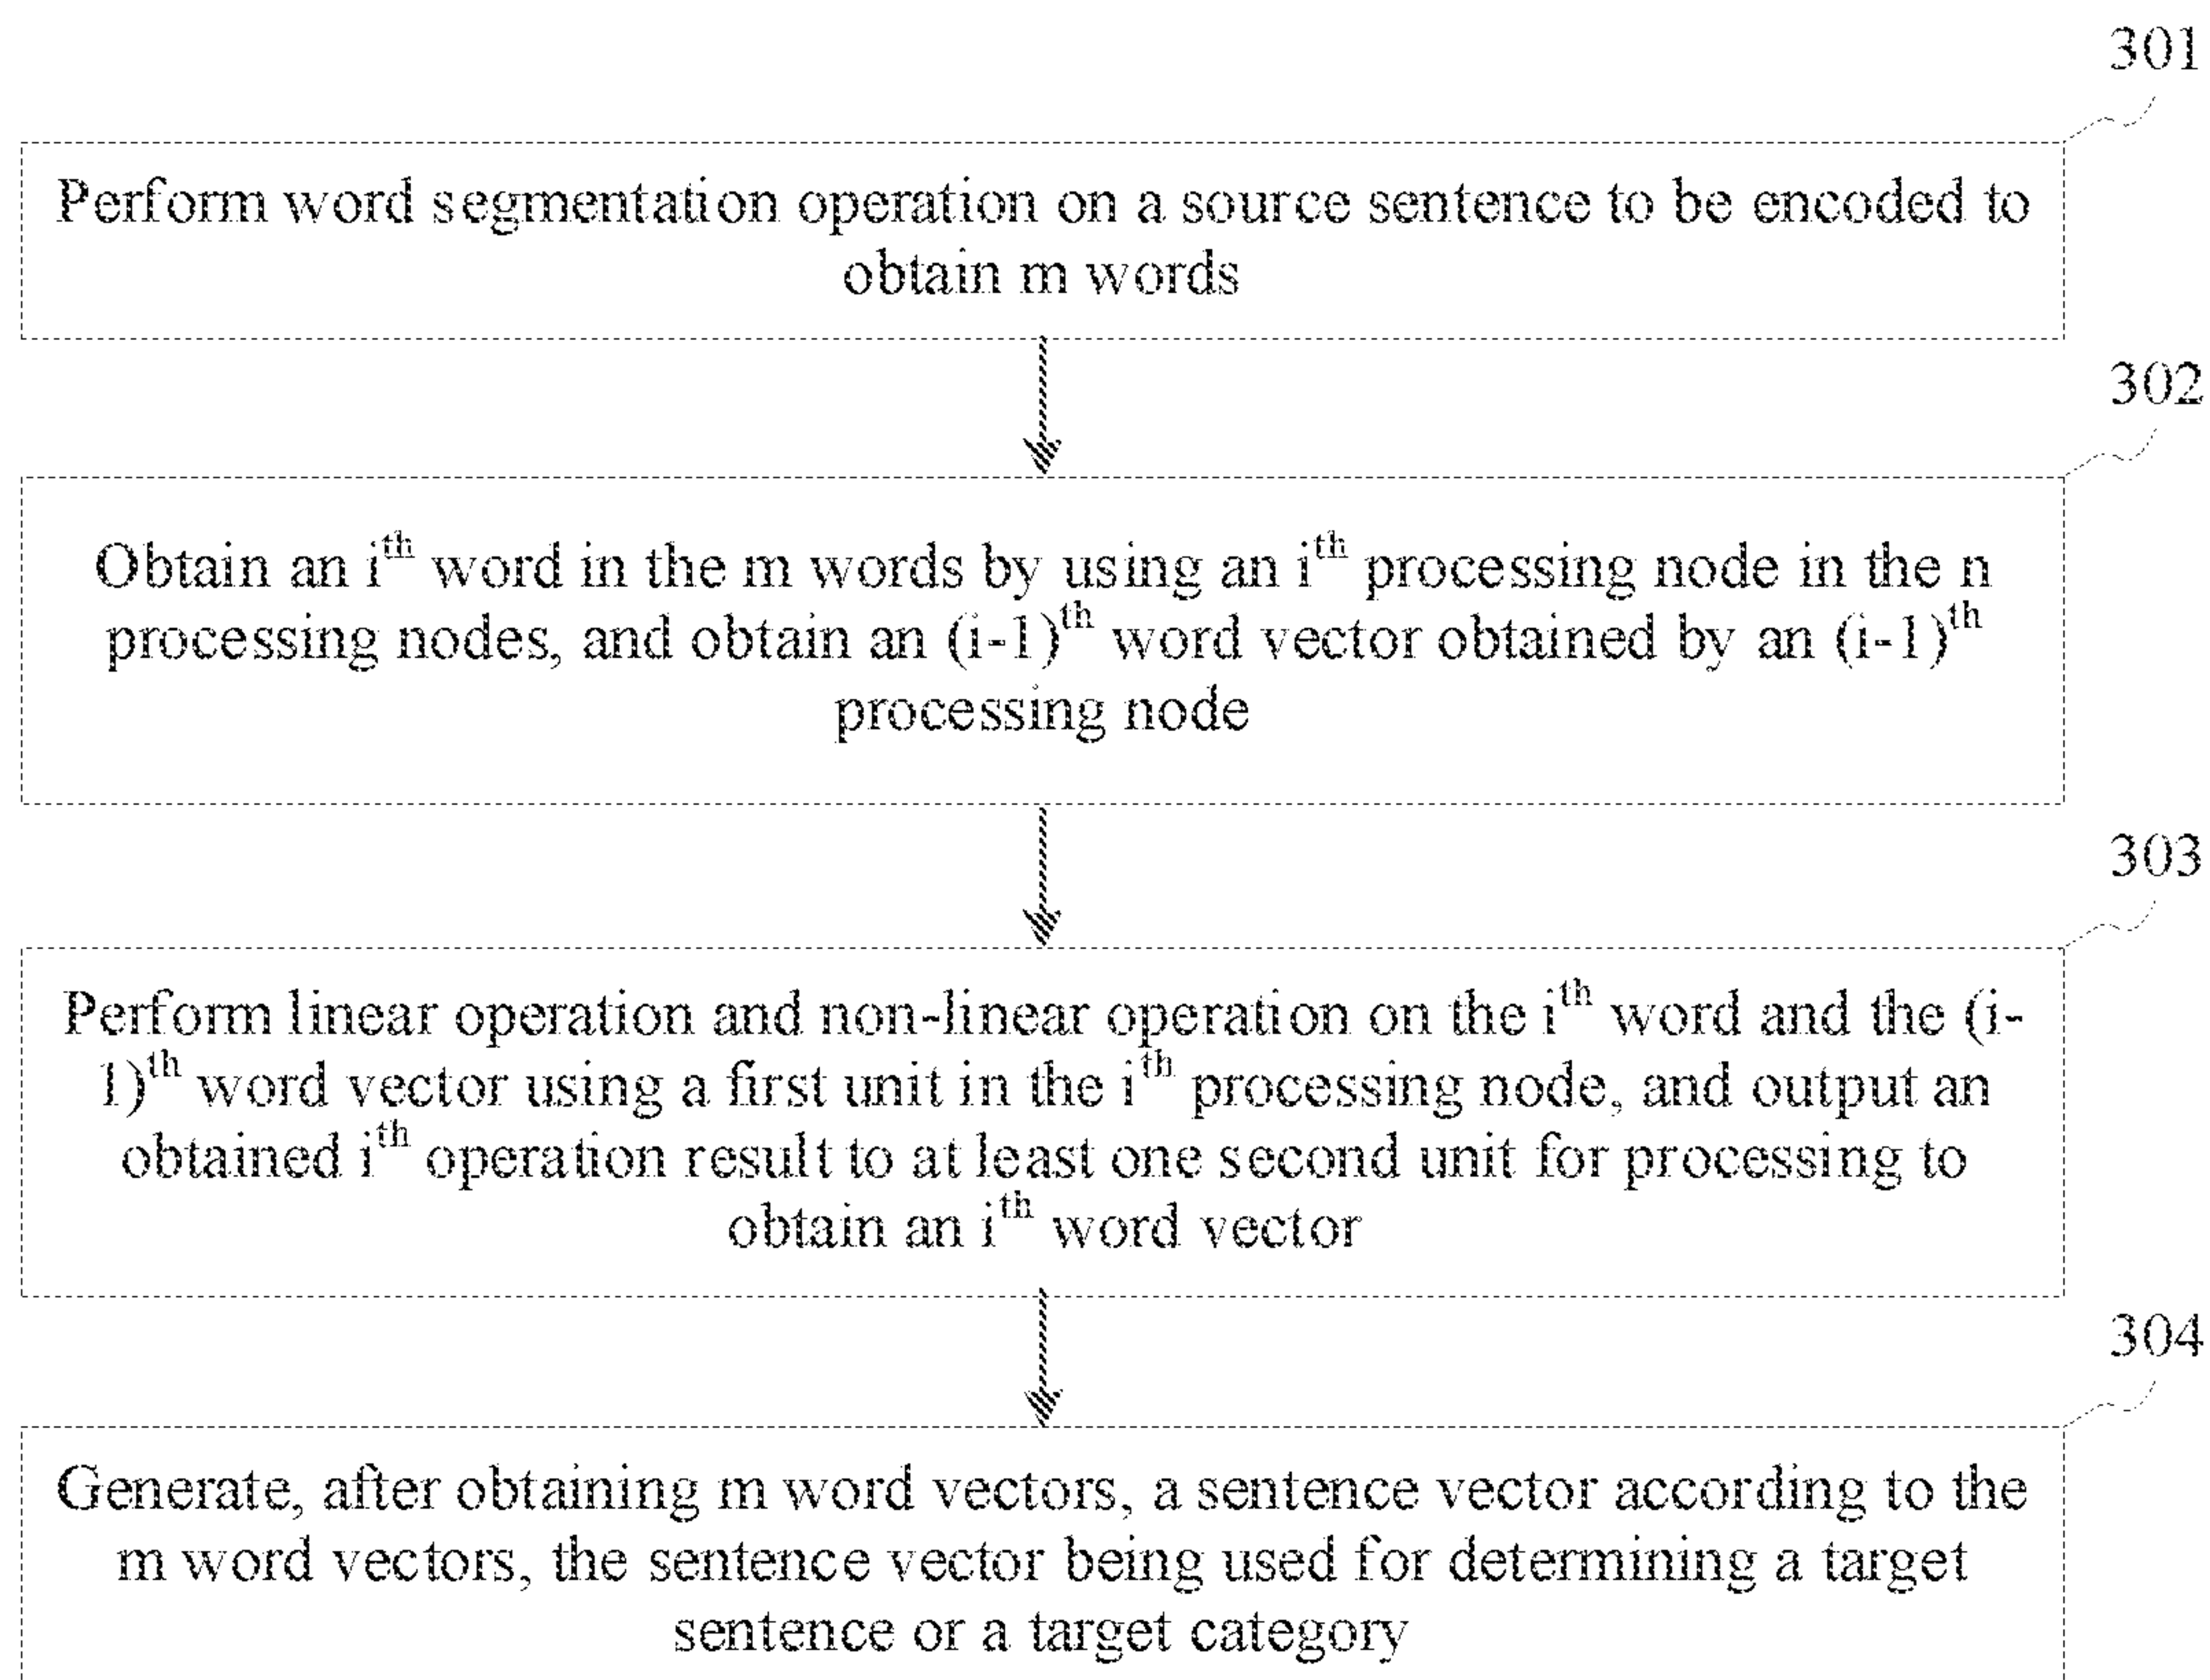 301
Perform word segmentation operation on a source sentence to be encoded to
obtain m words
302
Obtain an iᵗʰ word in the m words by using an iᵗʰ processing node in the n
processing nodes, and obtain an (i-1)ᵗʰ word vector obtained by an (i-1)ᵗʰ
processing node
303
Perform linear operation and non-linear operation on the iᵗʰ word and the (i-
1)ᵗʰ word vector using a first unit in the iᵗʰ processing node, and output an
obtained iᵗʰ operation result to at least one second unit for processing to
obtain an iᵗʰ word vector
304
Generate, after obtaining m word vectors, a sentence vector according to the
m word vectors, the sentence vector being used for determining a target
sentence or a target category